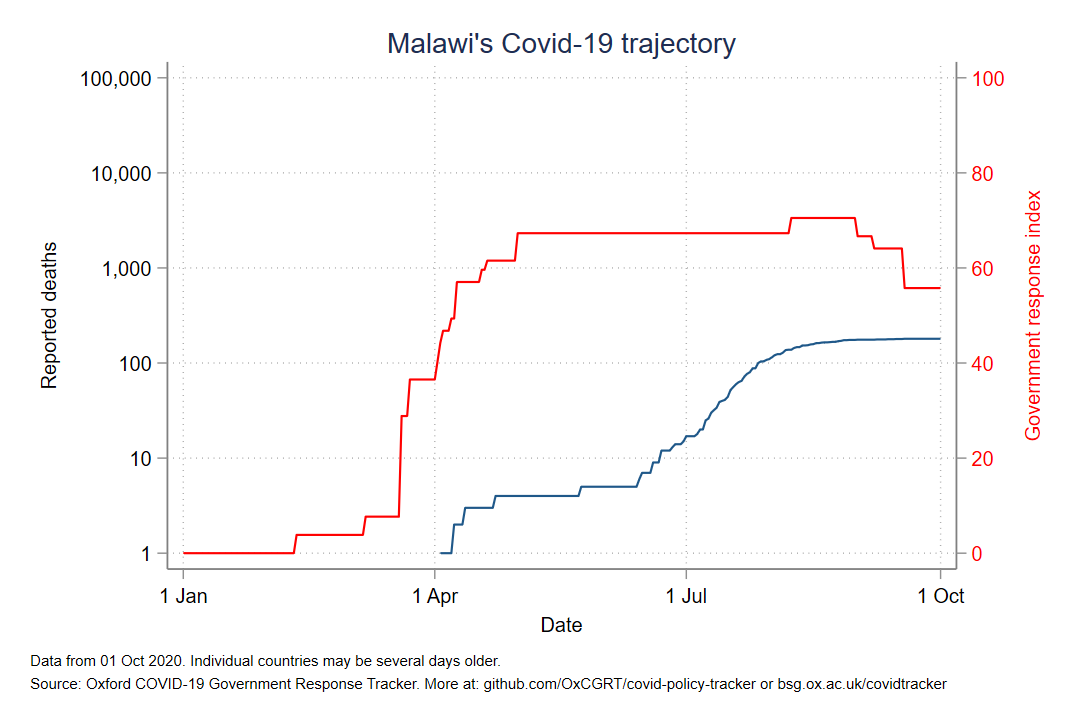 Malawi's Covid-19 trajectory
100,000
10,000
1,000
100
10
1
Reported deaths
100
80
60
40
20
0
Government response index
1 Jan
1 Apr
1 Jul
1 Oct
Date
Data from 01 Oct 2020. Individual countries may be several days older.
Source: Oxford COVID-19 Government Response Tracker. More at: github.com/OxCGRT/covid-policy-tracker or bsg.ox.ac.uk/covidtracker